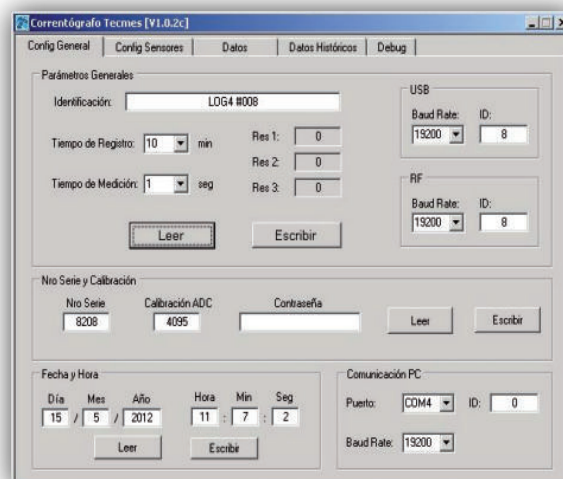 Correntógrafo Tecmes [V1.0.2c]
Config General
Config Sensores
Datos
Datos Históricos
Debug
Parámetros Generales
Identificación: LOG4 #008
Tiempo de Registro: 10 min
Tiempo de Medición: 1 seg
Res 1: 0
Res 2: 0
Res 3: 0
Leer
Escribir
USB
Baud Rate: ID:
19200 8
RF
Baud Rate: ID:
19200 8
Nro Serie y Calibración
Nro Serie Calibración ADC Contraseña
8208 4095
Leer
Escribir
Fecha y Hora
Día Mes Año Hora Min Seg
15 / 5 / 2012 11 : 7 : 2
Leer
Escribir
Comunicación PC
Puerto: COM4 ID: 0
Baud Rate: 19200